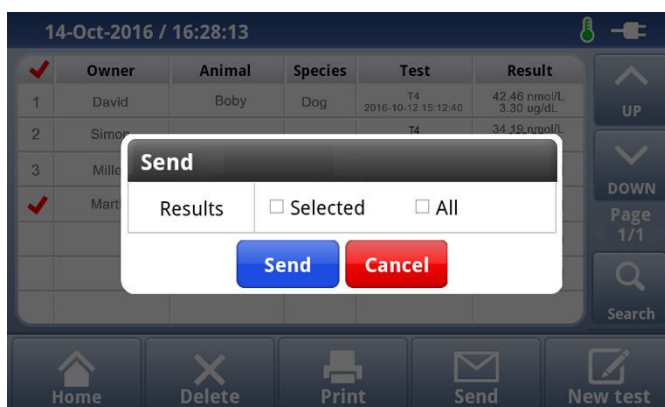 14-Oct-2016 / 16:28:13
Owner Animal Species Test Result
1 David Boby Dog T4 2016-10-12 15:12:40 42.46 nmol/L 3.30 ug/dL
UP
2 Simon T4 34.19 nmol/L
Send
3
DOWN
Results Selected All
Page
1/1
Send Cancel
Search
Home Delete Print Send New test